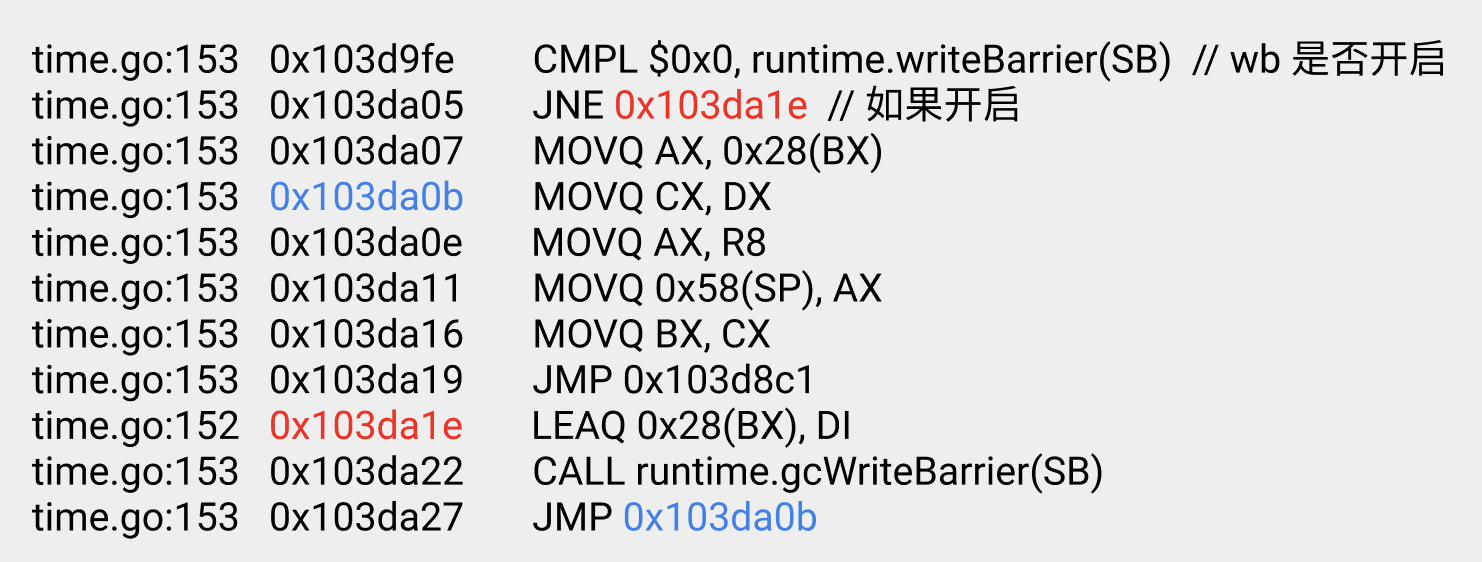 time.go:153 0x103d9fe CMPL $0x0, runtime.writeBarrier(SB) // wb 是否开启
time.go:153 0x103da05 JNE 0x103da1e // 如果开启
time.go:153 0x103da07 MOVQ AX, 0x28(BX)
time.go:153 0x103da0b MOVQ CX, DX
time.go:153 0x103da0e MOVQ AX, R8
time.go:153 0x103da11 MOVQ 0x58(SP), AX
time.go:153 0x103da16 MOVQ BX, CX
time.go:153 0x103da19 JMP 0x103d8c1
time.go:152 0x103da1e LEAQ 0x28(BX), DI
time.go:153 0x103da22 CALL runtime.gcWriteBarrier(SB)
time.go:153 0x103da27 JMP 0x103da0b